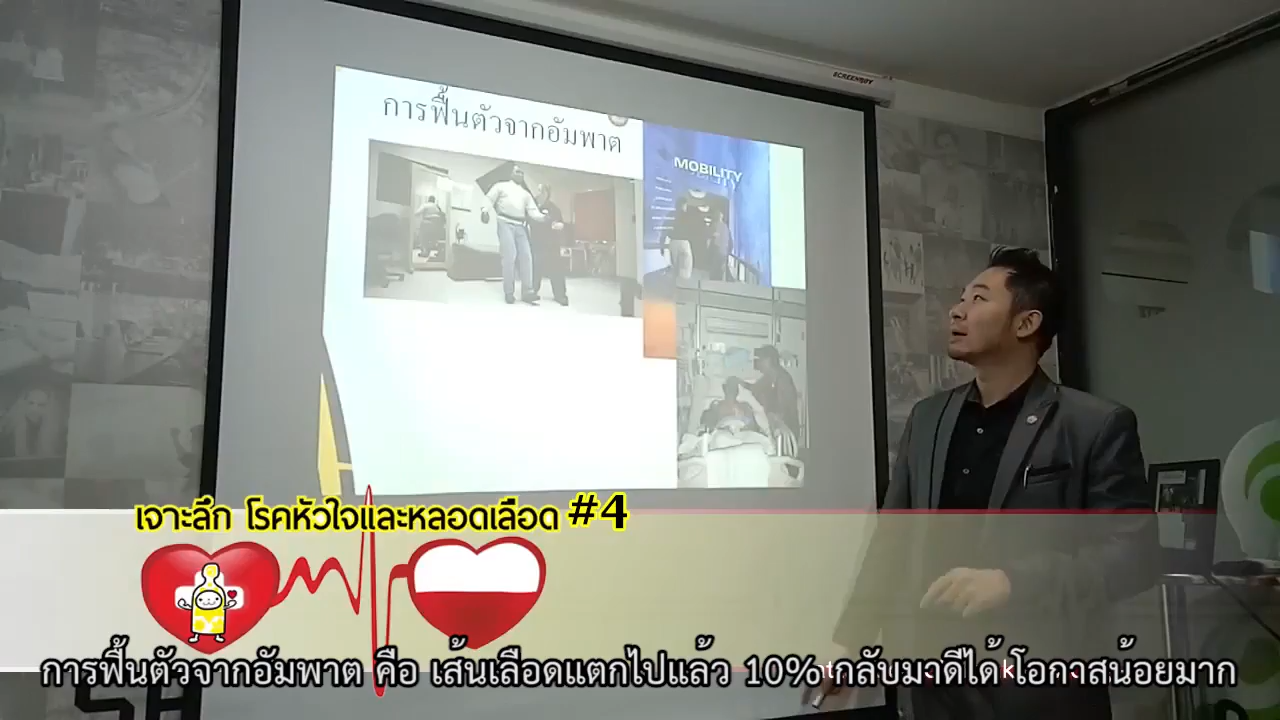 SCREENBOY
การฟื้นตัวจากอัมพาต
MOBILITY
เจาะลึก โรคหัวใจและหลอดเลือด #4
การฟื้นตัวจากอัมพาต คือ เส้นเลือดแตกไปแล้ว 10% กลับมาดีได้ โอกาสน้อยมาก